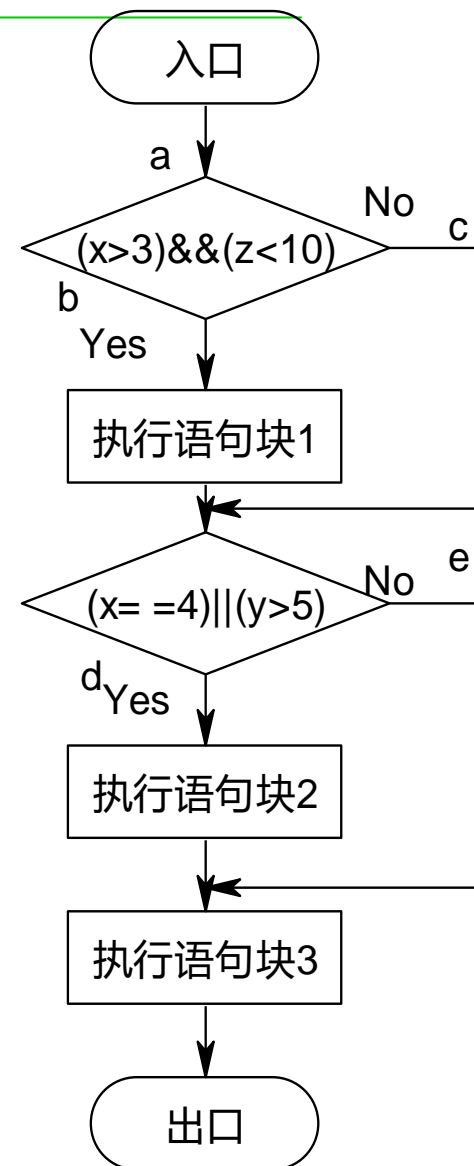 入口
a
No
c
(x>3)&&(z<10)
b
Yes
执行语句块1
e
No
(x= =4)||(y>5)
d
Yes
执行语句块2
执行语句块3
出口